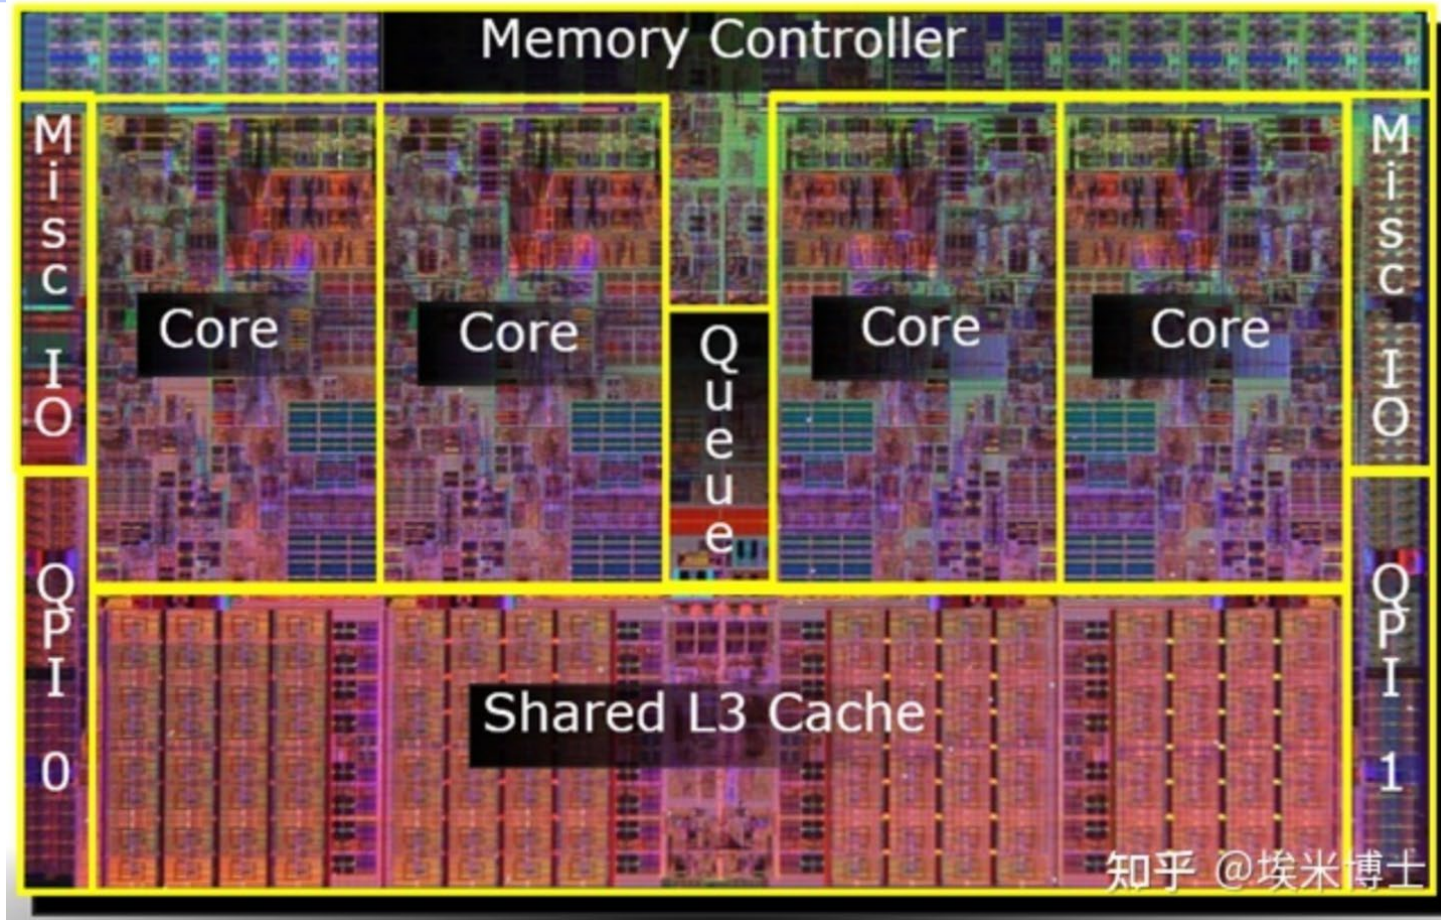 Memory Controller
Misc IO
Core
Core
Queue
Core
Core
Misc IO
QPI 0
Shared L3 Cache
QPI 1
知乎 @埃米博士